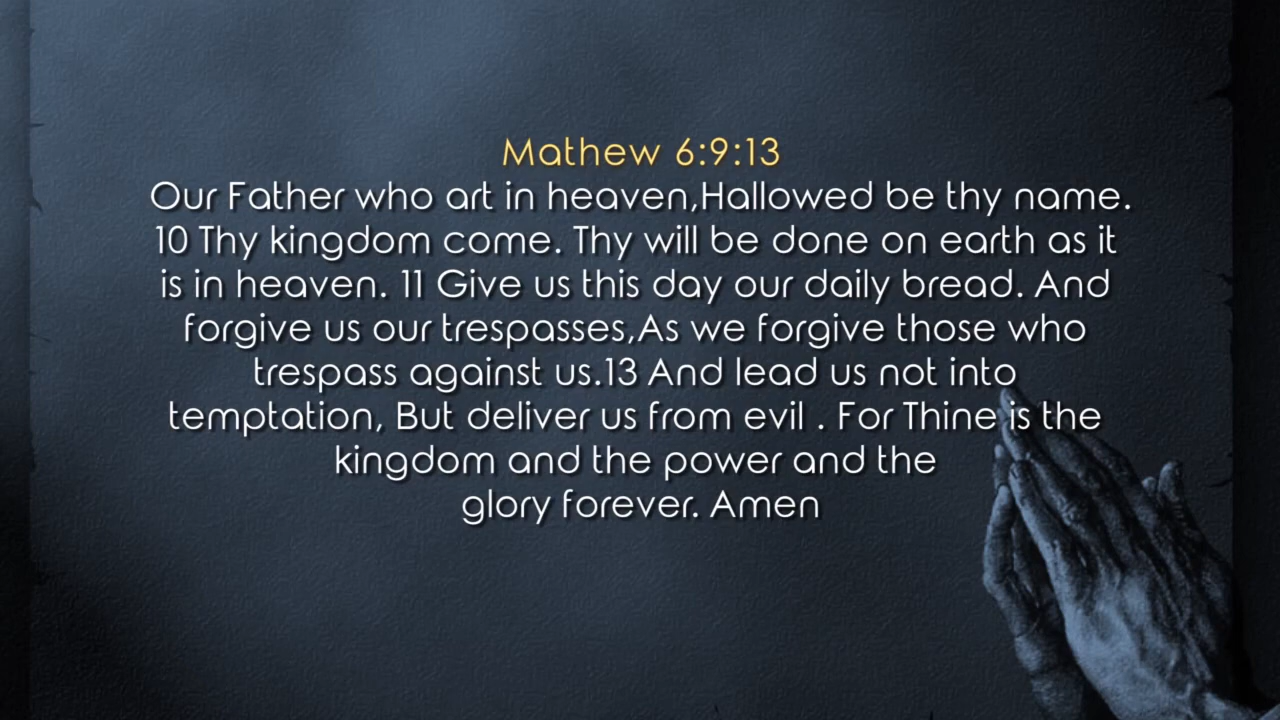 Mathew 6:9:13
Our Father who art in heaven,Hallowed be thy name.
10 Thy kingdom come. Thy will be done on earth as it
is in heaven. 11 Give us this day our daily bread. And
forgive us our trespasses,As we forgive those who
trespass against us.13 And lead us not into
temptation, But deliver us from evil . For Thine is the
kingdom and the power and the
glory forever. Amen